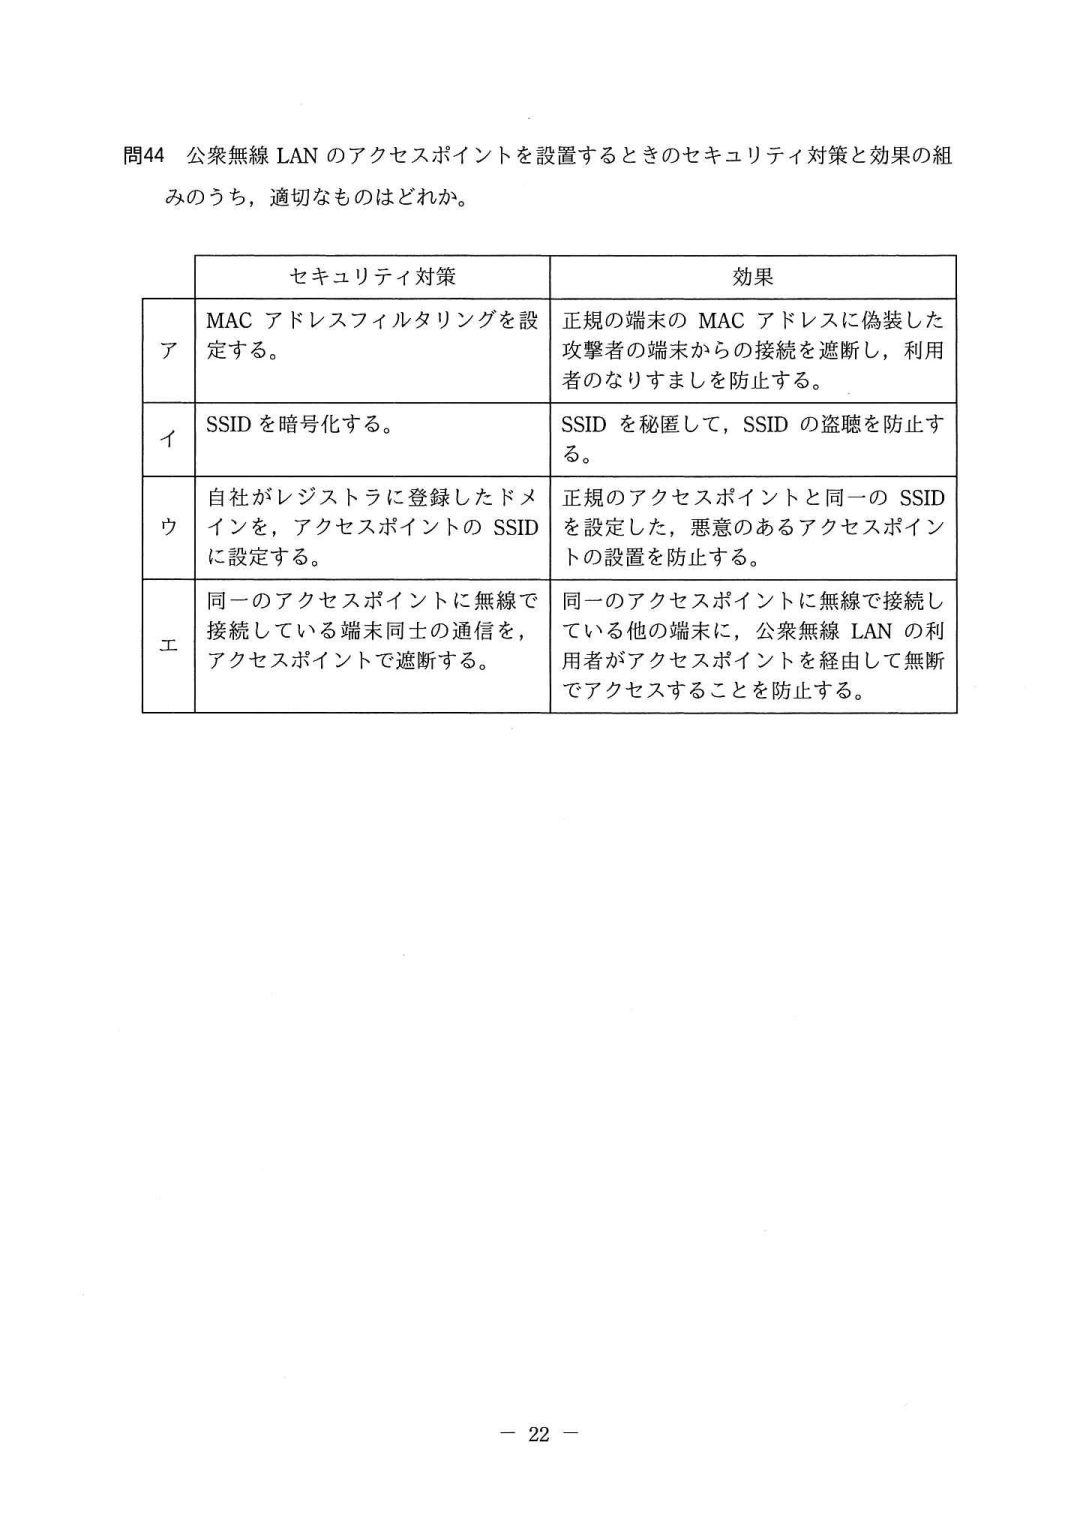 問44 公衆無線 LAN のアクセスポイントを設置するときのセキュリティ対策と効果の組
みのうち，適切なものはどれか。
セキュリティ対策
効果
ア
MAC アドレスフィルタリングを設
定する。
正規の端末の MAC アドレスに偽装した
攻撃者の端末からの接続を遮断し，利用
者のなりすましを防止する。
イ
SSID を暗号化する。
SSID を秘匿して，SSID の盗聴を防止す
る。
ウ
自社がレジストラに登録したドメ
インを，アクセスポイントの SSID
に設定する。
正規のアクセスポイントと同一の SSID
を設定した，悪意のあるアクセスポイン
トの設置を防止する。
エ
同一のアクセスポイントに無線で
接続している端末同士の通信を，
アクセスポイントで遮断する。
同一のアクセスポイントに無線で接続し
ている他の端末に，公衆無線 LAN の利
用者がアクセスポイントを経由して無断
でアクセスすることを防止する。
－ 22 －